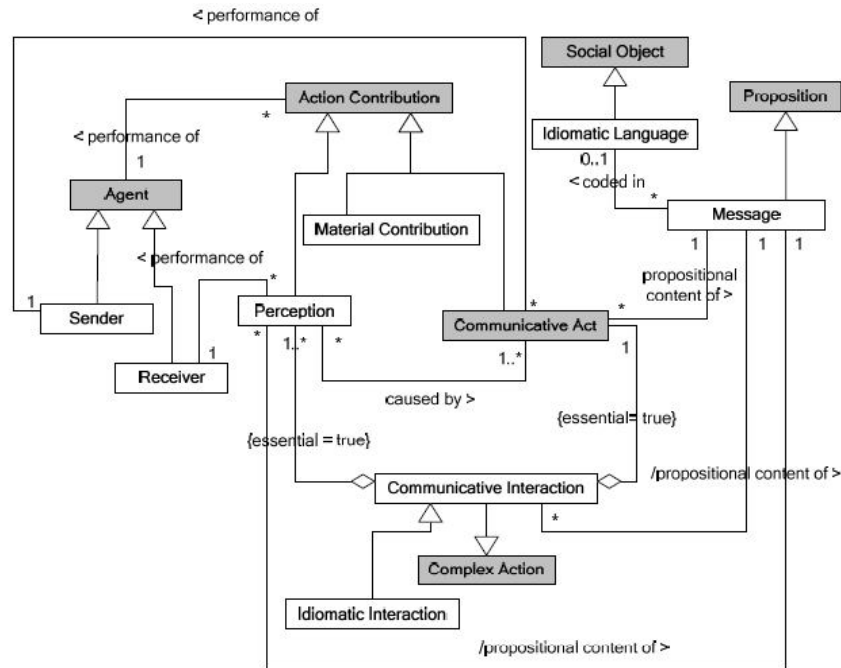 < performance of
Social Object
Action Contribution
Proposition
*
Idiomatic Language
< performance of
0..1
1
< coded in
Agent
*
Message
Material Contribution
1
1
1
< performance of
*
propositional
content of >
1
Perception
*
*
Sender
*
1..*
*
Communicative Act
1
1
1..*
Receiver
caused by >
{essential = true}
{essential= true}
/propositional content of >
Communicative Interaction
*
Complex Action
Idiomatic Interaction
/propositional content of >